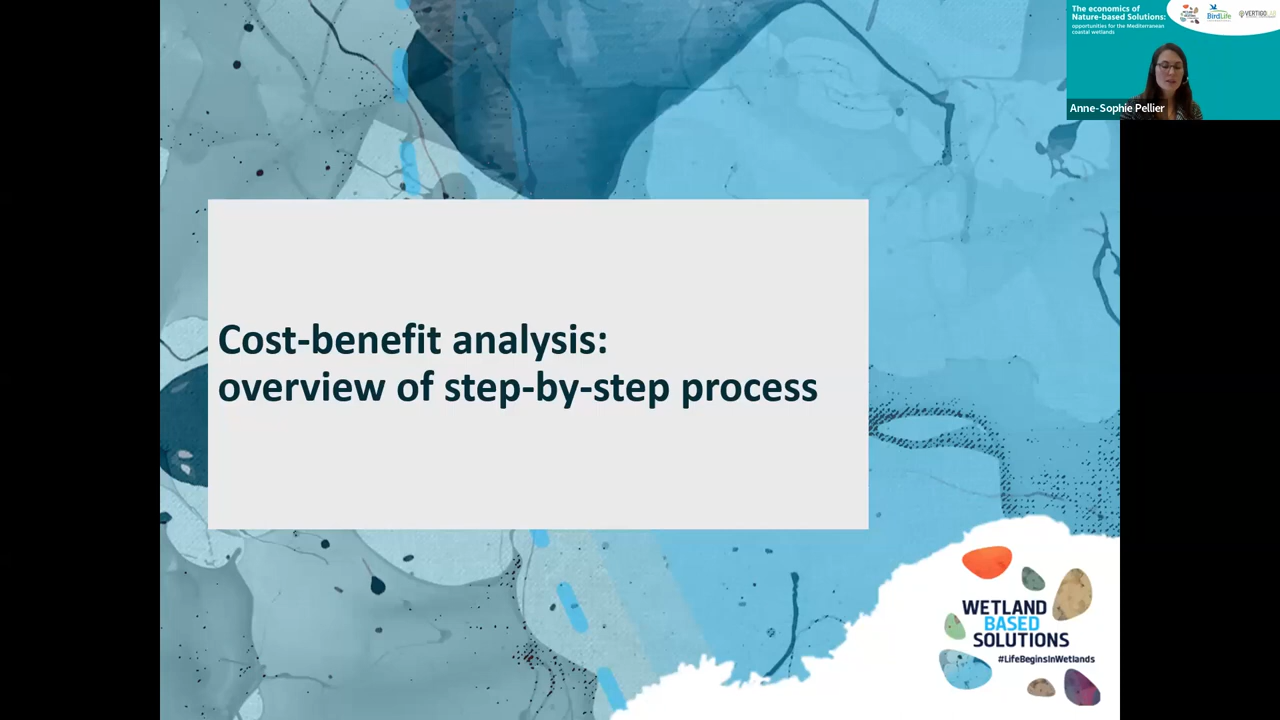 The economics of
Nature-based Solutions:
opportunities for the Mediterranean
coastal wetlands
BirdLife
VERTIGOLAB
Anne-Sophie Pellier
Cost-benefit analysis:
overview of step-by-step process
WETLAND
BASED
SOLUTIONS
#LifeBeginsInWetlands